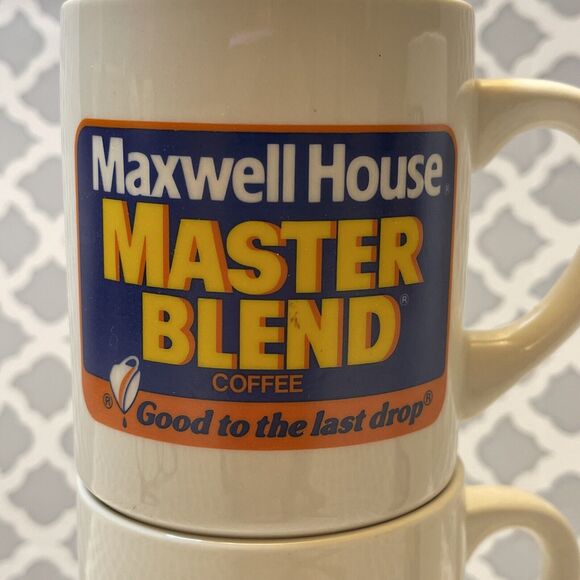 Maxwell House®
MASTER
BLEND®
COFFEE
® Good to the last drop®